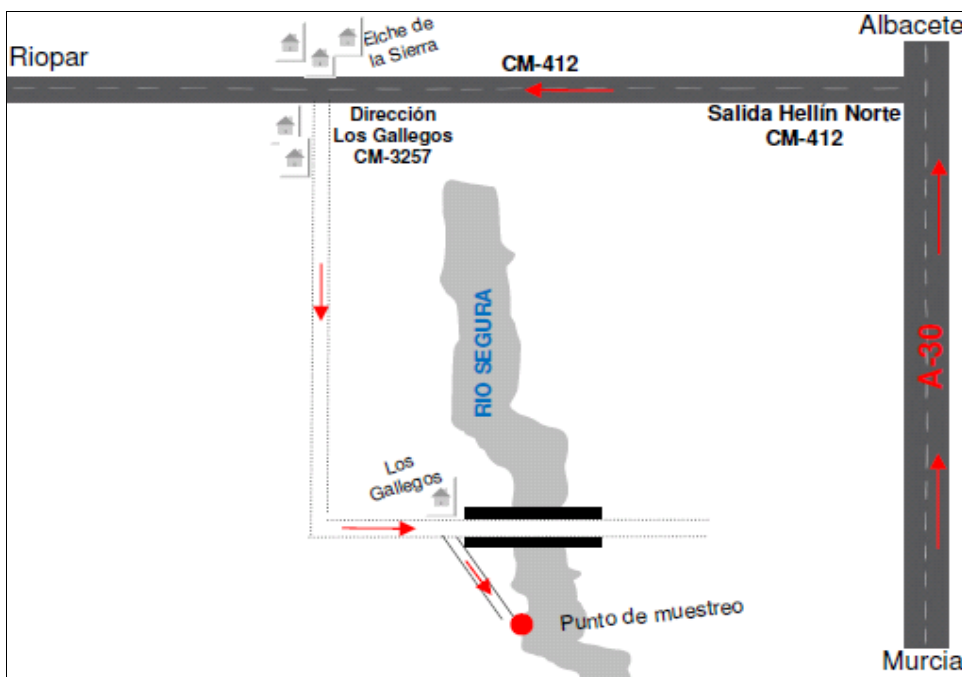 Albacete
Riopar
Elche de
la Sierra
CM-412
Dirección
Los Gallegos
CM-3257
Salida Hellín Norte
CM-412
RIO SEGURA
A-30
Los
Gallegos
Punto de muestreo
Murcia